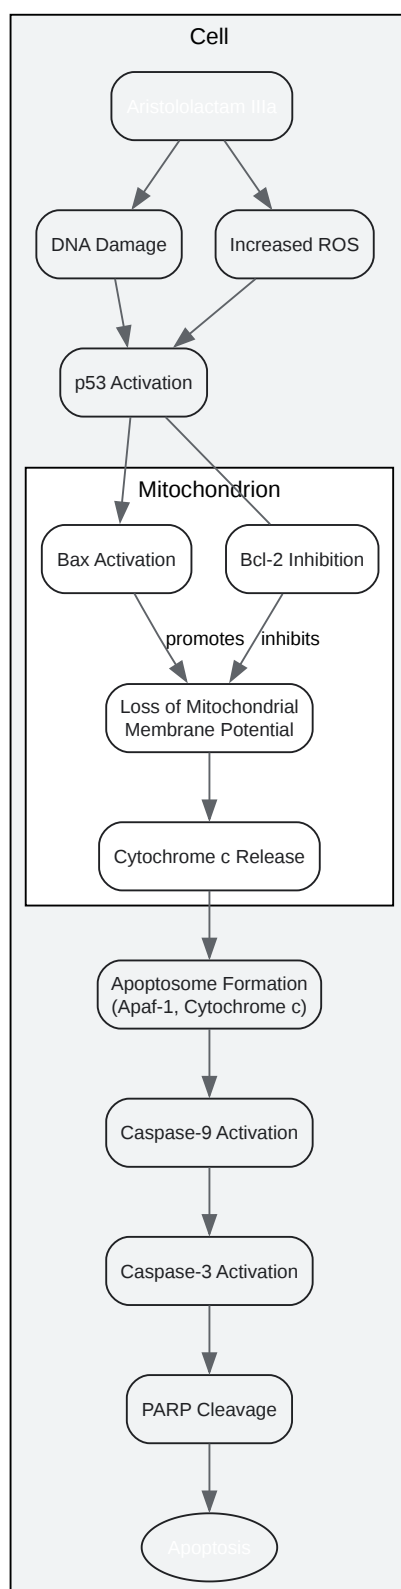 Cell
Aristololactam IIIa
DNA Damage
Increased ROS
p53 Activation
Mitochondrion
Bax Activation
Bcl-2 Inhibition
promotes
inhibits
Loss of Mitochondrial
Membrane Potential
Cytochrome c Release
Apoptosome Formation
(Apaf-1, Cytochrome c)
Caspase-9 Activation
Caspase-3 Activation
PARP Cleavage
Apoptosis